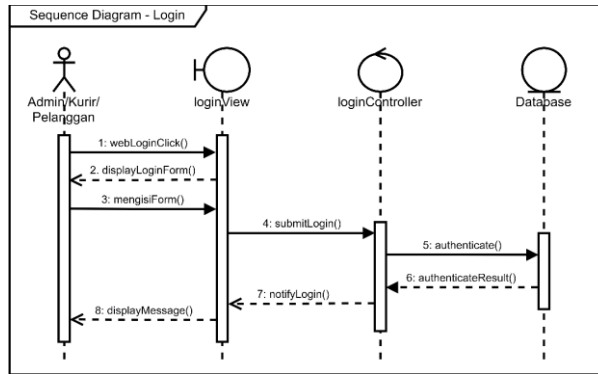 Sequence Diagram - Login
Admin/Kurir/
Pelanggan
loginView
loginController
Database
1: webLoginClick()
2. displayLoginForm()
3: mengisiForm()
4: submitLogin()
5: authenticate()
6: authenticateResult()
7: notifyLogin()
8: displayMessage()